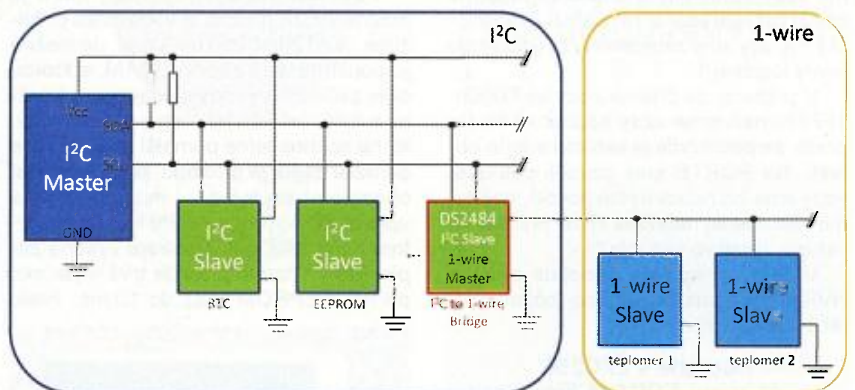 I²C
1-wire
Vcc
SDA
SCL
I²C
Master
GND
I²C
Slave
RTC
I²C
Slave
EEPROM
DS2484
I²C Slave
1-wire
Master
I²C to 1-wire
Bridge
1-wire
Slave
teplomer 1
1-wire
Slave
teplomer 2